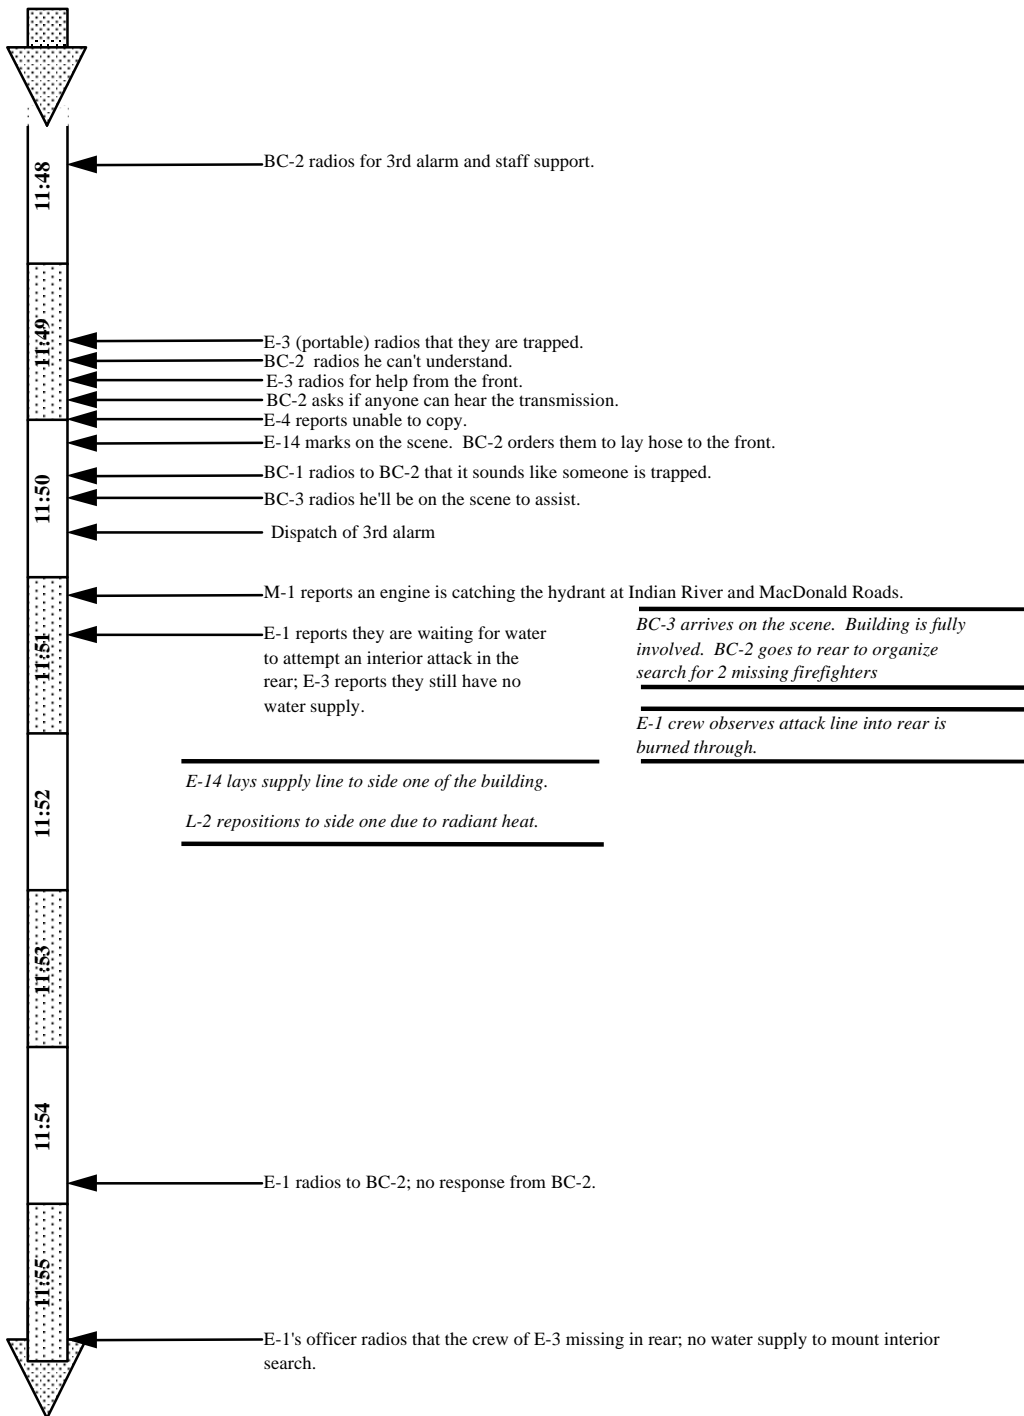 11:48
BC-2 radios for 3rd alarm and staff support.
11:49
E-3 (portable) radios that they are trapped.
BC-2  radios he can't understand.
E-3 radios for help from the front.
BC-2 asks if anyone can hear the transmission.
E-4 reports unable to copy.
E-14 marks on the scene.  BC-2 orders them to lay hose to the front.
11:50
BC-1 radios to BC-2 that it sounds like someone is trapped.
BC-3 radios he'll be on the scene to assist.
Dispatch of 3rd alarm
M-1 reports an engine is catching the hydrant at Indian River and MacDonald Roads.
11:51
E-1 reports they are waiting for water
to attempt an interior attack in the
rear; E-3 reports they still have no
water supply.
BC-3 arrives on the scene.  Building is fully
involved.  BC-2 goes to rear to organize
search for 2 missing firefighters
E-1 crew observes attack line into rear is
burned through.
11:52
E-14 lays supply line to side one of the building.
L-2 repositions to side one due to radiant heat.
11:53
11:54
E-1 radios to BC-2; no response from BC-2.
11:55
E-1's officer radios that the crew of E-3 missing in rear; no water supply to mount interior
search.